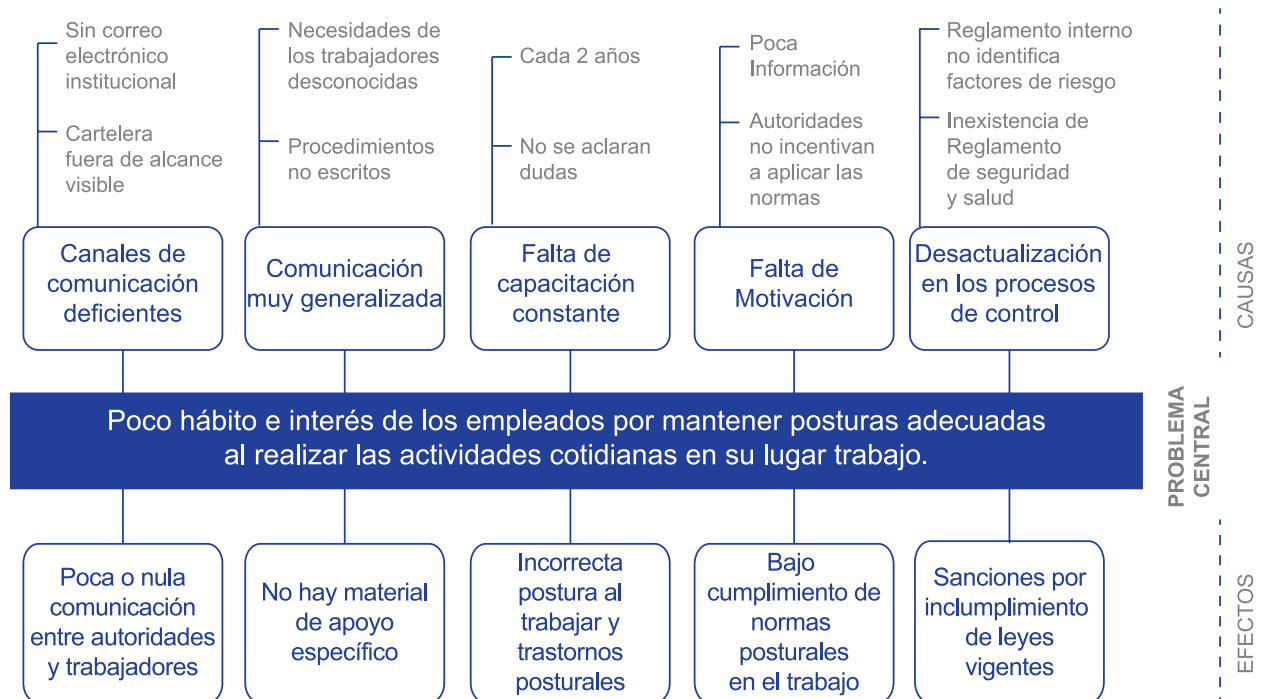 Sin correo
electrónico
institucional
Cartelera
fuera de alcance
visible
Necesidades de
los trabajadores
desconocidas
Procedimientos
no escritos
Cada 2 años
No se aclaran
dudas
Poca
Información
Autoridades
no incentivan
a aplicar las
normas
Reglamento interno
no identifica
factores de riesgo
Inexistencia de
Reglamento
de seguridad
y salud
Canales de
comunicación
deficientes
Comunicación
muy generalizada
Falta de
capacitación
constante
Falta de
Motivación
Desactualización
en los procesos
de control
CAUSAS
Poco hábito e interés de los empleados por mantener posturas adecuadas
al realizar las actividades cotidianas en su lugar trabajo.
PROBLEMA
CENTRAL
Poca o nula
comunicación
entre autoridades
y trabajadores
No hay material
de apoyo
específico
Incorrecta
postura al
trabajar y
trastornos
posturales
Bajo
cumplimiento de
normas
posturales
en el trabajo
Sanciones por
inclumplimiento
de leyes
vigentes
EFECTOS